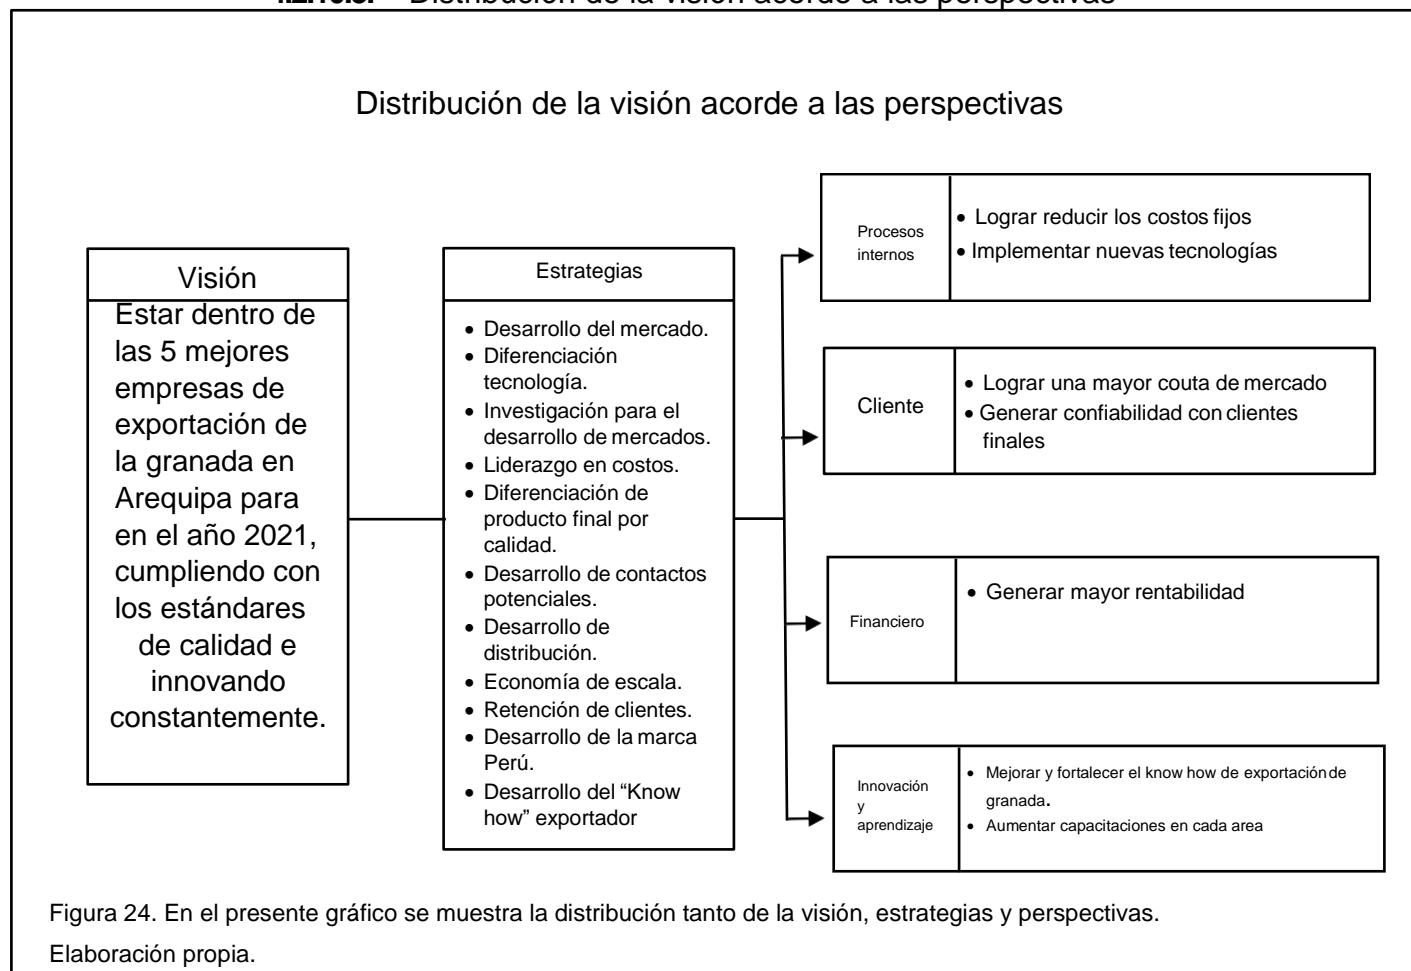 Distribución de la visión acorde a las perspectivas
Distribución de la visión acorde a las perspectivas
Visión
Estar dentro de
las 5 mejores
empresas de
exportación de
la granada en
Arequipa para
en el año 2021,
cumpliendo con
los estándares
de calidad e
innovando
constantemente.
Estrategias
• Desarrollo del mercado.
• Diferenciación
tecnología.
• Investigación para el
desarrollo de mercados.
• Liderazgo en costos.
• Diferenciación de
producto final por
calidad.
• Desarrollo de contactos
potenciales.
• Desarrollo de
distribución.
• Economía de escala.
• Retención de clientes.
• Desarrollo de la marca
Perú.
• Desarrollo del “Know
how” exportador
Procesos
internos
• Lograr reducir los costos fijos
• Implementar nuevas tecnologías
Cliente
• Lograr una mayor couta de mercado
• Generar confiabilidad con clientes
finales
Financiero
• Generar mayor rentabilidad
Innovación
y
aprendizaje
• Mejorar y fortalecer el know how de exportación de
granada.
• Aumentar capacitaciones en cada area
Figura 24. En el presente gráfico se muestra la distribución tanto de la visión, estrategias y perspectivas.
Elaboración propia.